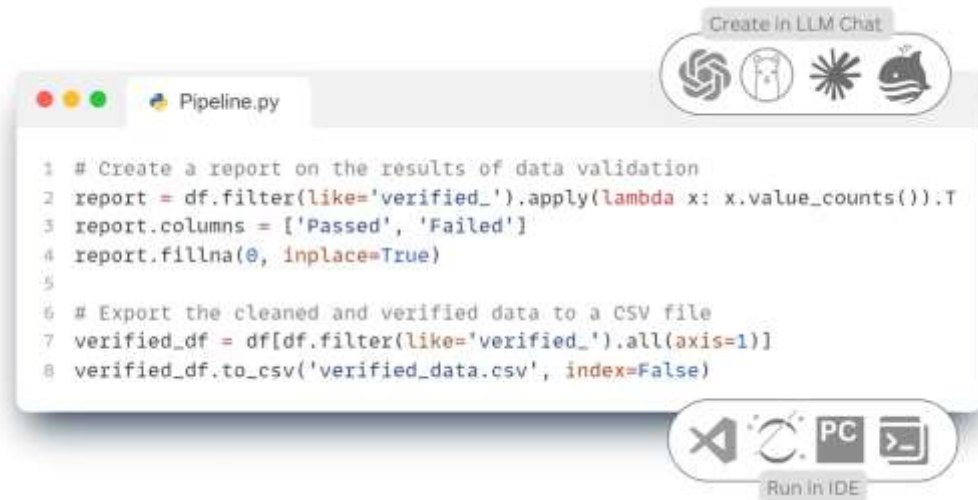 Create in LLM Chat
Pipeline.py
1 # Create a report on the results of data validation
2 report = df.filter(like='verified_').apply(lambda x: x.value_counts()).T
3 report.columns = ['Passed', 'Failed']
4 report.fillna(0, inplace=True)
5
6 # Export the cleaned and verified data to a CSV file
7 verified_df = df[df.filter(like='verified_').all(axis=1)]
8 verified_df.to_csv('verified_data.csv', index=False)
PC
Run in IDE